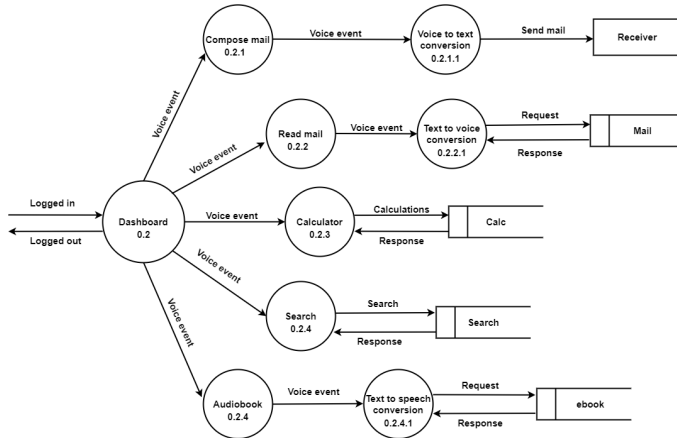 Compose mail
0.2.1
Voice event
Voice to text
conversion
0.2.1.1
Send mail
Receiver
Voice event
Read mail
0.2.2
Voice event
Text to voice
conversion
0.2.2.1
Request
Response
Mail
Voice event
Logged in
Logged out
Dashboard
0.2
Voice event
Calculator
0.2.3
Calculations
Response
Calc
Voice event
Search
0.2.4
Search
Response
Search
Voice event
Audiobook
0.2.4
Voice event
Text to speech
conversion
0.2.4.1
Request
Response
ebook